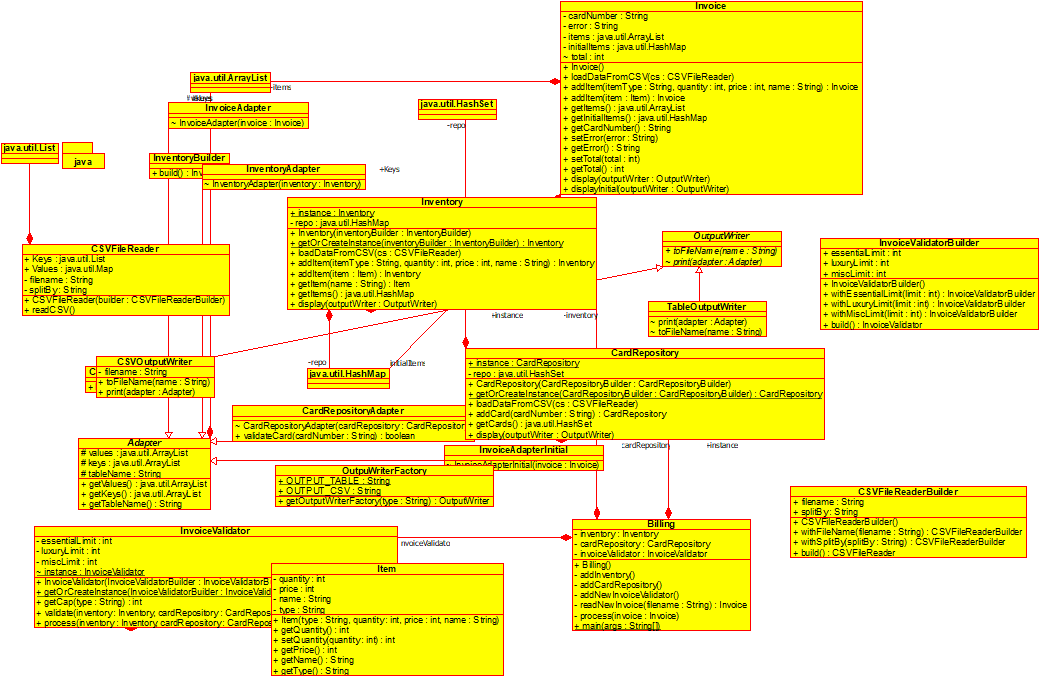 Invoice
- cardNumber : String
- error : String
- items : java.util.ArrayList
- initialItems : java.util.HashMap
~ total : int
+ Invoice()
+ loadDataFromCSV(cs : CSVFileReader)
+ addItem(itemType : String, quantity : int, price : int, name : String) : Invoice
+ addItem(item : Item) : Invoice
+ getItems() : java.util.ArrayList
+ getInitialItems() : java.util.HashMap
+ getCardNumber() : String
+ setError(error : String)
+ getError() : String
+ setTotal(total : int)
+ getTotal() : int
+ display(outputWriter : OutputWriter)
+ displayInitial(outputWriter : OutputWriter)
java.util.ArrayList
-items
java.util.HashSet
-repo
InvoiceAdapter
~ InvoiceAdapter(invoice : Invoice)
java.util.List
java
InventoryBuilder
+ build() : Inv
InventoryAdapter
~ InventoryAdapter(inventory : Inventory)
+Keys
Inventory
+ instance : Inventory
- repo : java.util.HashMap
+ Inventory(inventoryBuilder : InventoryBuilder)
+ getOrCreateInstance(inventoryBuilder : InventoryBuilder) : Inventory
+ loadDataFromCSV(cs : CSVFileReader)
+ addItem(itemType : String, quantity : int, price : int, name : String) : Inventory
+ addItem(item : Item) : Inventory
+ getItem(name : String) : Item
+ getItems() : java.util.HashMap
+ display(outputWriter : OutputWriter)
CSVFileReader
+ Keys : java.util.List
+ Values : java.util.Map
- filename : String
- splitBy : String
+ CSVFileReader(builder : CSVFileReaderBuilder)
+ readCSV()
OutputWriter
+ toFileName(name : String)
~ print(adapter : Adapter)
InvoiceValidatorBuilder
+ essentialLimit : int
+ luxuryLimit : int
+ miscLimit : int
+ InvoiceValidatorBuilder()
+ withEssentialLimit(limit : int) : InvoiceValidatorBuilder
+ withLuxuryLimit(limit : int) : InvoiceValidatorBuilder
+ withMiscLimit(limit : int) : InvoiceValidatorBuilder
+ build() : InvoiceValidator
TableOutputWriter
~ print(adapter : Adapter)
~ toFileName(name : String)
+instance
-inventory
CSVOutputWriter
- filename : String
+ toFileName(name : String)
+ print(adapter : Adapter)
C
+
-repo
initialItems
java.util.HashMap
CardRepository
+ instance : CardRepository
- repo : java.util.HashSet
+ CardRepository(CardRepositoryBuilder : CardRepositoryBuilder)
+ getOrCreateInstance(CardRepositoryBuilder : CardRepositoryBuilder) : CardRepository
+ loadDataFromCSV(cs : CSVFileReader)
+ addCard(cardNumber : String) : CardRepository
+ getCards() : java.util.HashSet
+ display(outputWriter : OutputWriter)
CardRepositoryAdapter
~ CardRepositoryAdapter(cardRepository : CardRepositor
+ validateCard(cardNumber : String) : boolean
cardRepository
+instance
Adapter
# values : java.util.ArrayList
# keys : java.util.ArrayList
# tableName : String
+ getValues() : java.util.ArrayList
+ getKeys() : java.util.ArrayList
+ getTableName() : String
InvoiceAdapterInitial
~ InvoiceAdapterInitial(invoice : Invoice)
OutpuWriterFactory
+ OUTPUT_TABLE : String
+ OUTPUT_CSV : String
+ getOutputWriterFactory(type : String) : OutputWriter
CSVFileReaderBuilder
+ filename : String
+ splitBy : String
+ CSVFileReaderBuilder()
+ withFileName(filename : String) : CSVFileReaderBuilder
+ withSplitBy(splitBy : String) : CSVFileReaderBuilder
+ build() : CSVFileReader
InvoiceValidator
- essentialLimit : int
- luxuryLimit : int
- miscLimit : int
~ instance : InvoiceValidator
+ InvoiceValidator(InvoiceValidatorBuilder : InvoiceValidatorB
+ getOrCreateInstance(InvoiceValidatorBuilder : InvoiceValid
+ getCap(type : String) : int
+ validate(inventory : Inventory, cardRepository : CardRepos
+ process(inventory : Inventory, cardRepository : CardRepos
nvoiceValidato
Billing
- inventory : Inventory
- cardRepository : CardRepository
- invoiceValidator : InvoiceValidator
+ Billing()
- addInventory()
- addCardRepository()
- addNewInvoiceValidator()
- readNewInvoice(filename : String) : Invoice
- process(invoice : Invoice)
+ main(args : String[])
Item
- quantity : int
- price : int
- name : String
- type : String
+ Item(type : String, quantity : int, price : int, name : String)
+ getQuantity() : int
+ setQuantity(quantity : int) : int
+ getPrice() : int
+ getName() : String
+ getType() : String